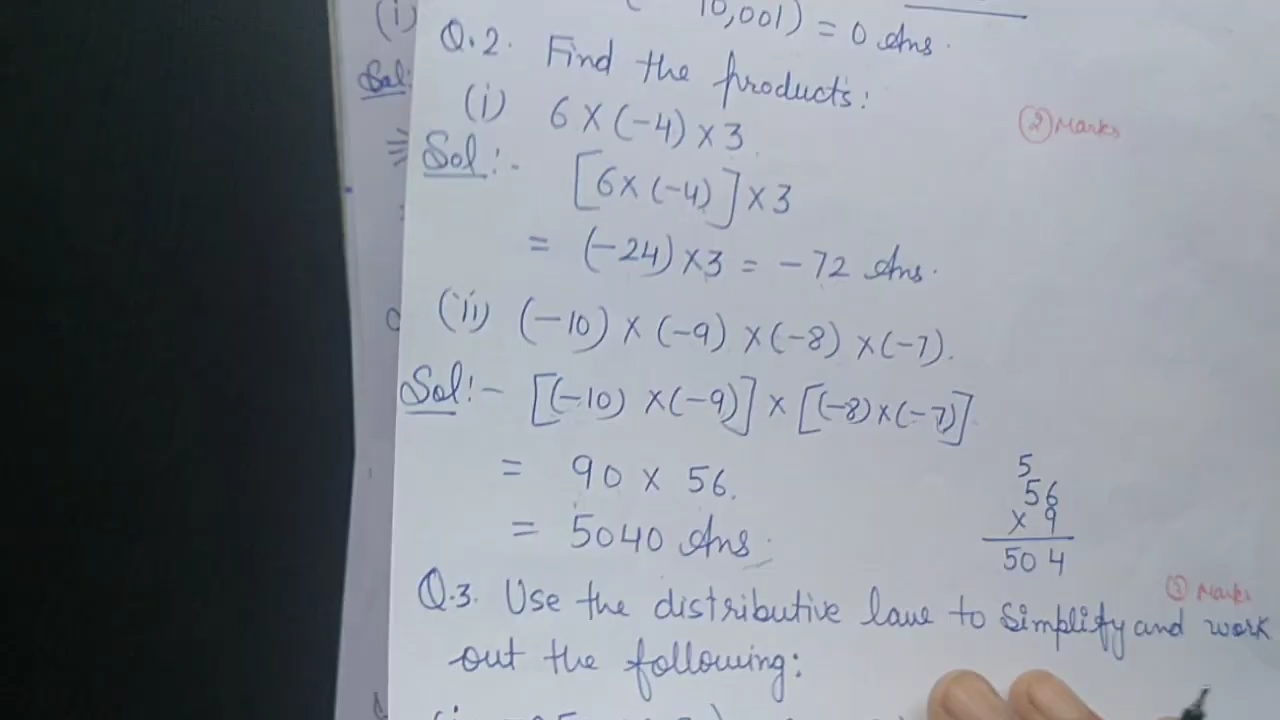 10,001) = 0 Ans.
(i)
Q.2. Find the products:
Sol:
(i) 6 × (-4) × 3.
② Marks
Sol:- [6 × (-4)] × 3
= (-24) × 3 = -72 Ans.
(ii) (-10) × (-9) × (-8) × (-7).
Sol:- [(-10) × (-9)] × [(-8) × (-7)].
= 90 × 56.
= 5040 Ans.
5
56
× 9
504
Marks
Q.3. Use the distributive law to Simplify and work
out the following: